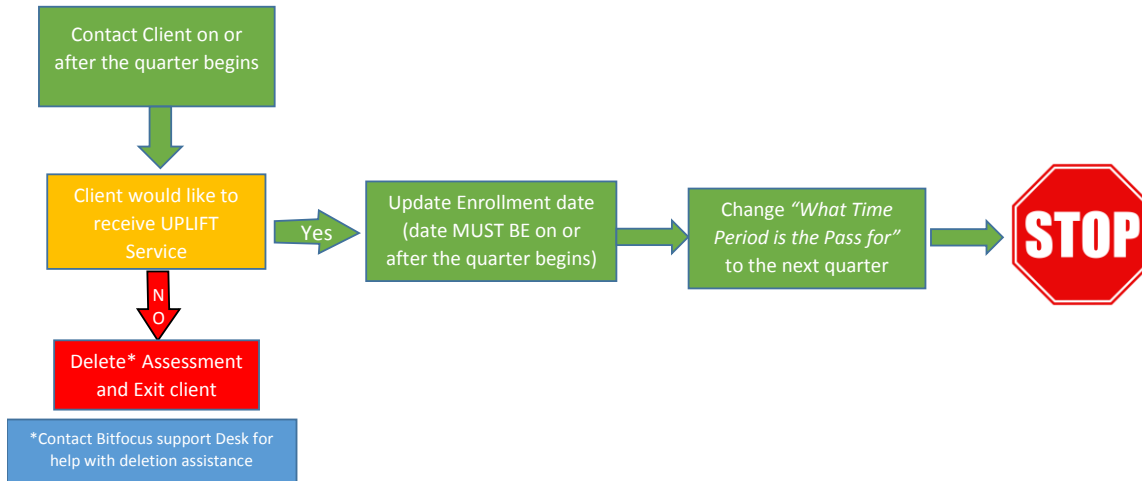 Contact Client on or
after the quarter begins
Client would like to
receive UPLIFT
Service
Yes
Update Enrollment date
(date MUST BE on or
after the quarter begins)
Change “What Time
Period is the Pass for”
to the next quarter
STOP
N
O
Delete* Assessment
and Exit client
*Contact Bitfocus support Desk for
help with deletion assistance